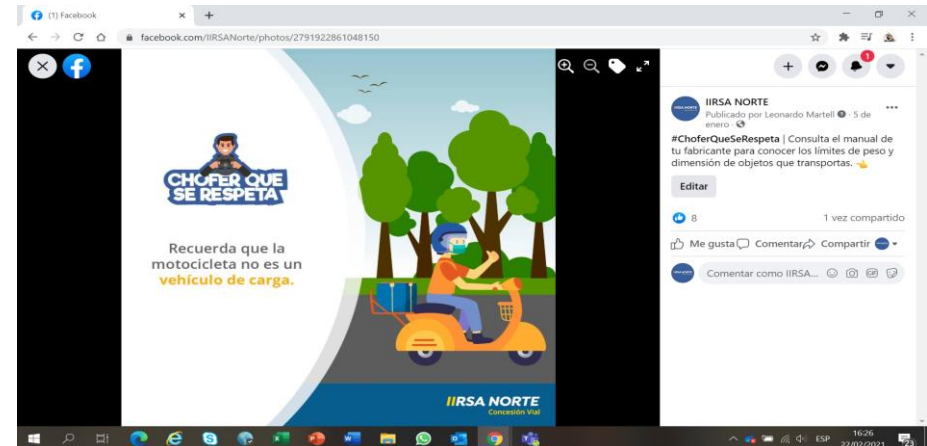 (1) Facebook
facebook.com/IIRSANorte/photos/2791922861048150
CHOFER QUE
SE RESPETA
Recuerda que la
motocicleta no es un
vehículo de carga.
IIRSA NORTE
Concesión Vial
IIRSA NORTE
Publicado por Leonardo Martell · 5 de
enero ·
#ChoferQueSeRespeta | Consulta el manual de
tu fabricante para conocer los límites de peso y
dimensión de objetos que transportas.
Editar
8
1 vez compartido
Me gusta
Comentar
Compartir
Comentar como IIRSA...
GIF
1
ESP
16:26
22/02/2021
23